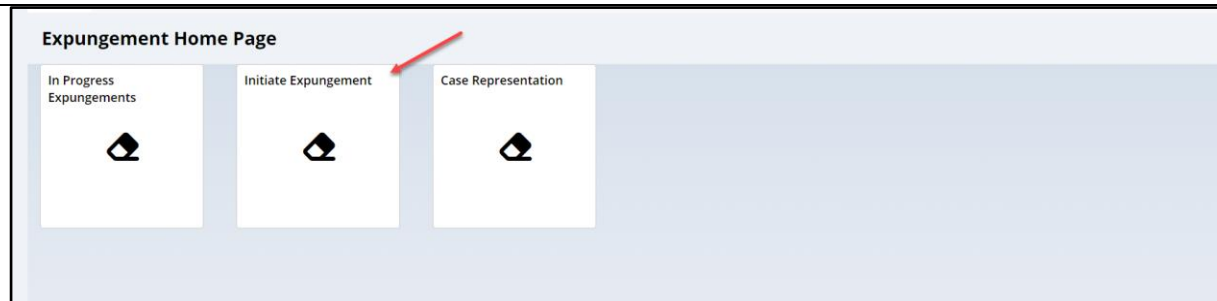 Expungement Home Page
In Progress
Expungements
Initiate Expungement
Case Representation